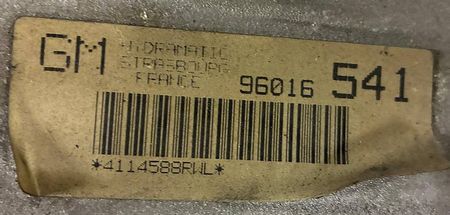 GM HYDRAMATIC
STRASBOURG
FRANCE 96016 541
*4114588RWL*